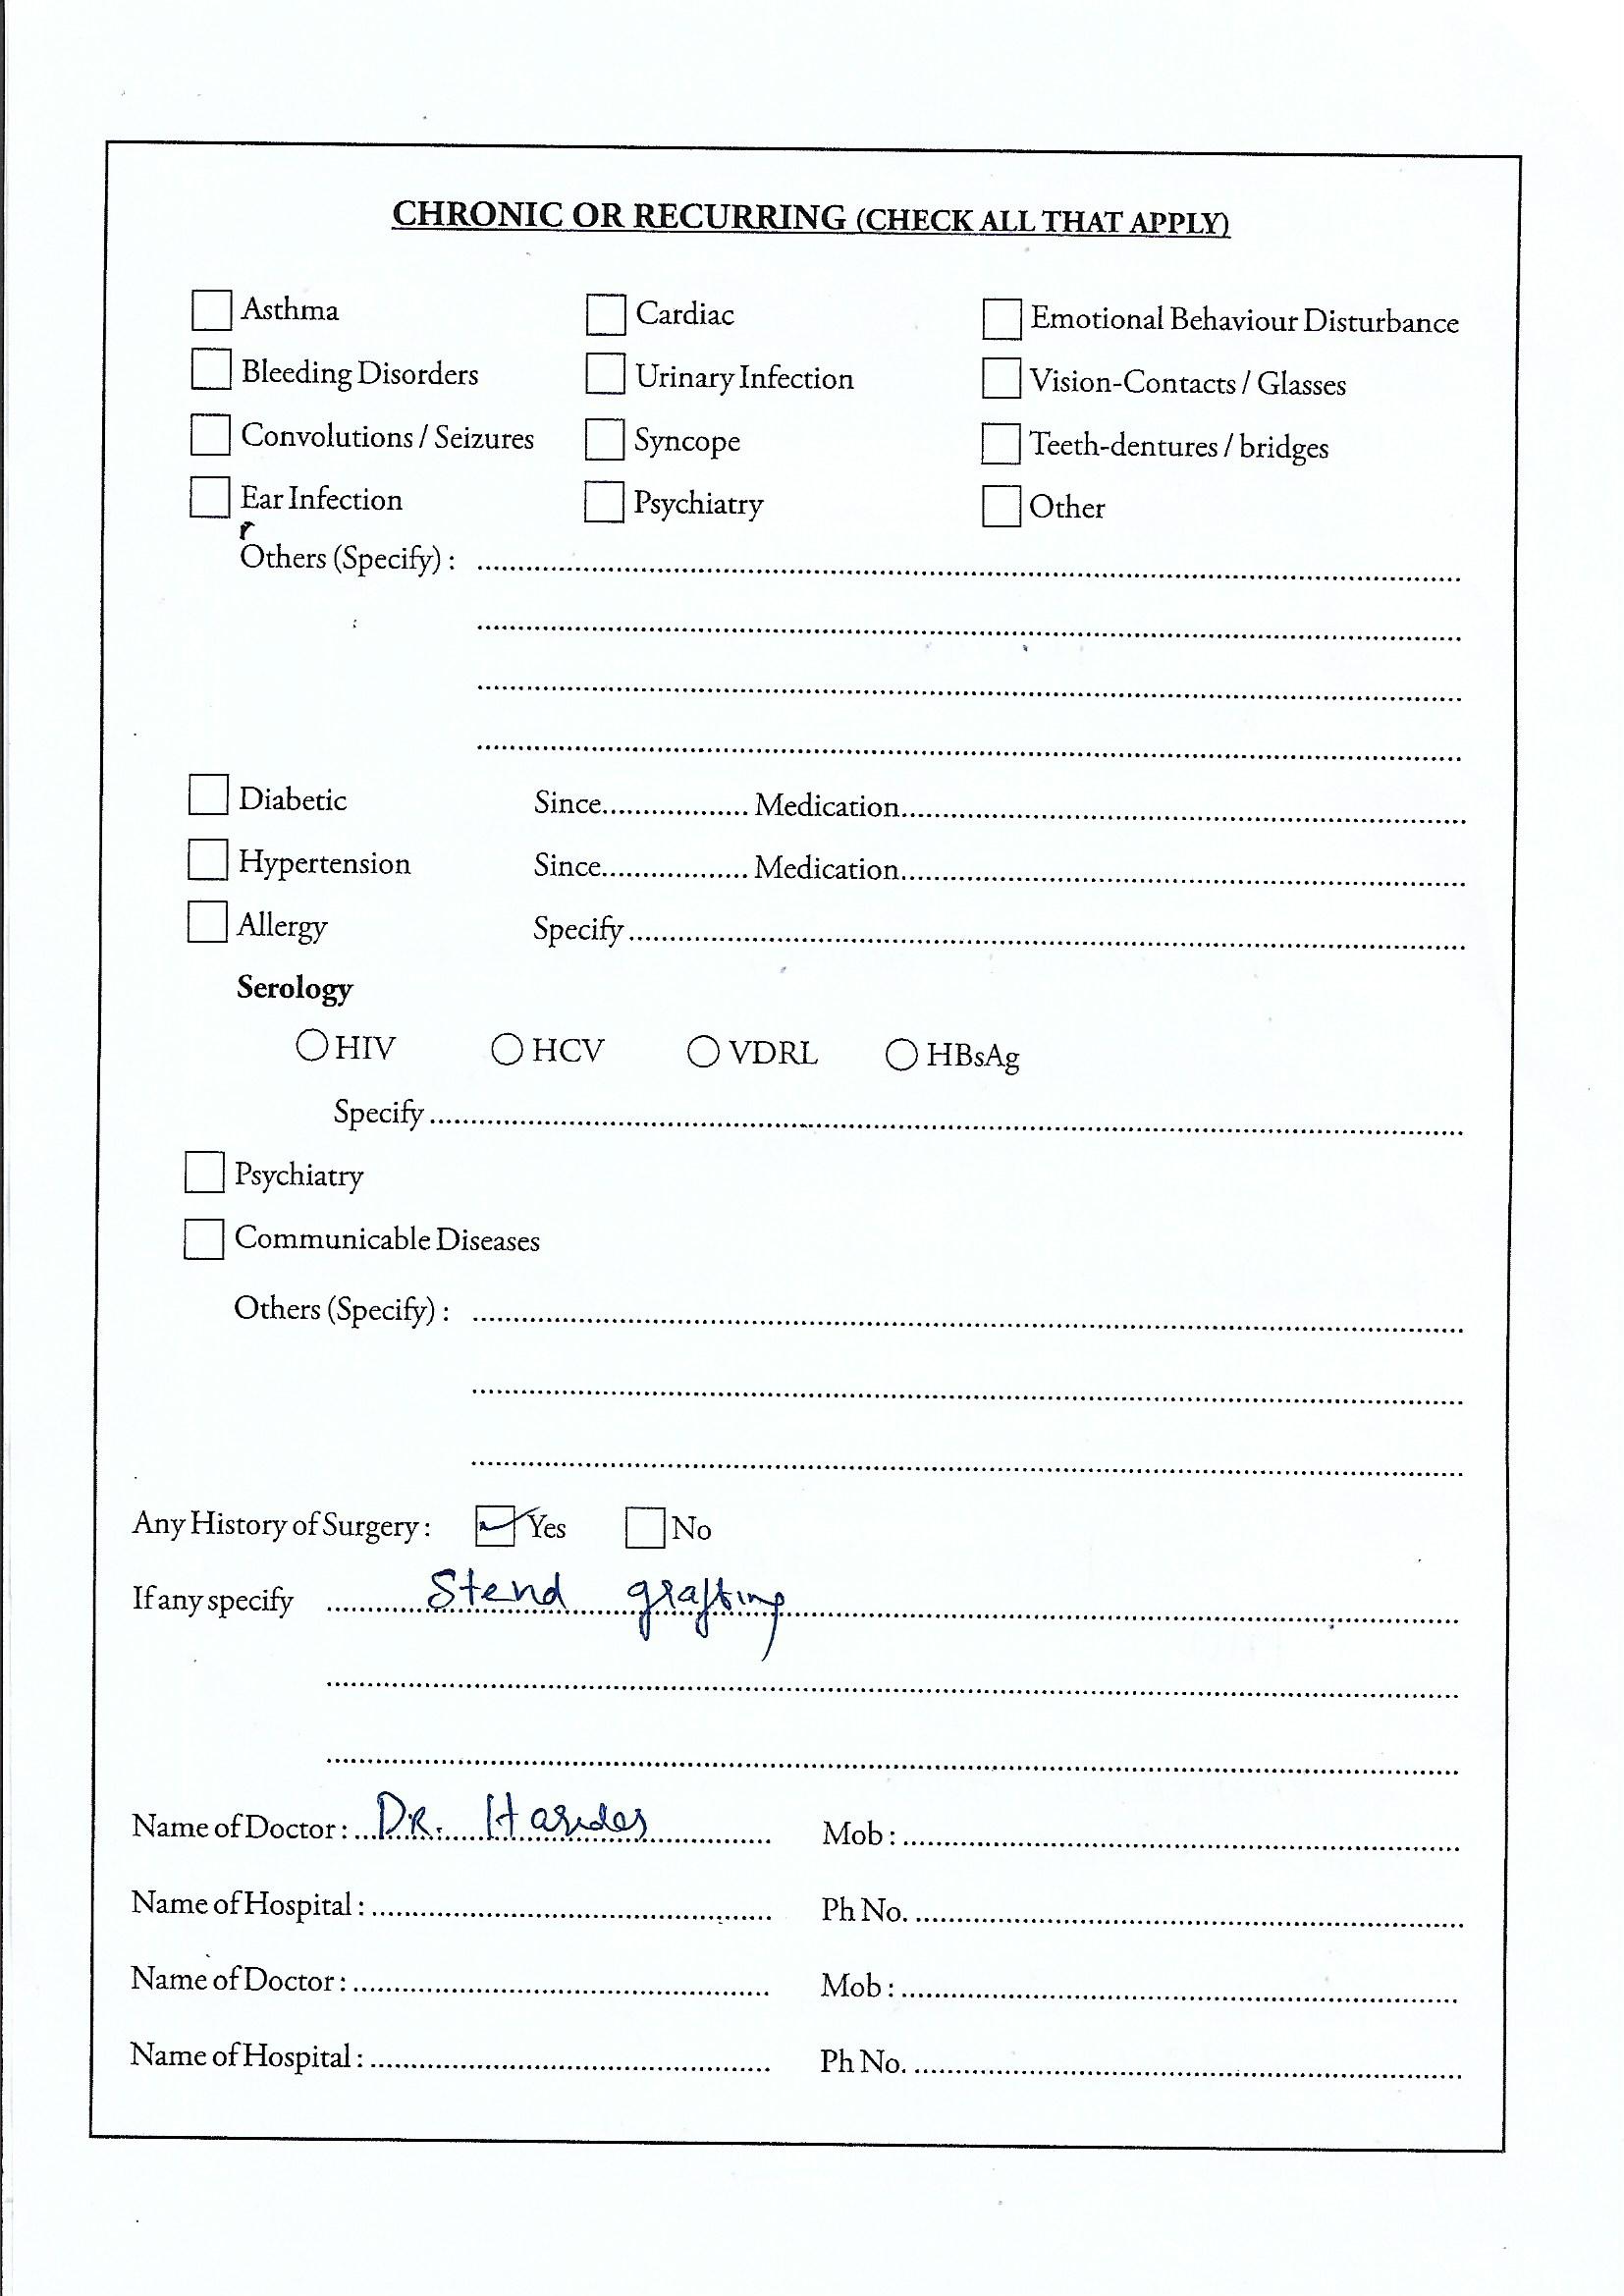 CHRONIC OR RECURRING (CHECK ALL THAT APPLY)
Asthma Cardiac Emotional Behaviour Disturbance
Bleeding Disorders Urinary Infection Vision-Contacts / Glasses
Convolutions / Seizures Syncope Teeth-dentures / bridges
Ear Infection Psychiatry Other
Others (Specify) :
Diabetic Since.................. Medication..................
Hypertension Since.................. Medication..................
Allergy Specify..................
Serology
HIV HCV VDRL HBsAg
Specify..................
Psychiatry
Communicable Diseases
Others (Specify) :
Any History of Surgery : Yes No
If any specify Stend grafting
Name of Doctor : DR. Haridas Mob :
Name of Hospital : Ph No.
Name of Doctor : Mob :
Name of Hospital : Ph No.